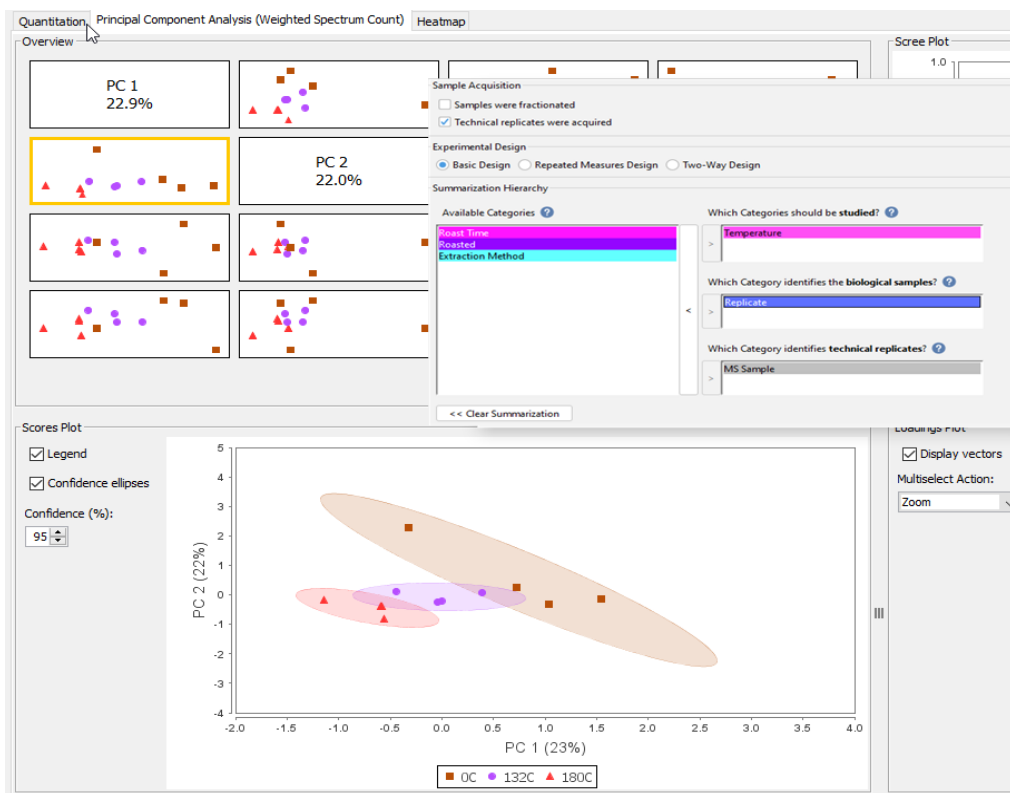 Quantitation Principal Component Analysis (Weighted Spectrum Count) Heatmap
Overview
Scree Plot
1.0
PC 1
22.9%
PC 2
22.0%
Sample Acquisition
Samples were fractionated
Technical replicates were acquired
Experimental Design
Basic Design Repeated Measures Design Two-Way Design
Summarization Hierarchy
Available Categories ?
Roast Time
Roasted
Extraction Method
<
Which Categories should be studied? ?
>
Temperature
Which Category identifies the biological samples? ?
>
Replicate
Which Category identifies technical replicates? ?
>
MS Sample
<< Clear Summarization
Scores Plot
Legend
Confidence ellipses
Confidence (%):
95
PC 2 (22%)
5
4
3
2
1
0
-1
-2
-3
-4
-2.0 -1.5 -1.0 -0.5 0.0 0.5 1.0 1.5 2.0 2.5 3.0 3.5 4.0
PC 1 (23%)
0C 132C 180C
Loadings Plot
Display vectors
Multiselect Action:
Zoom